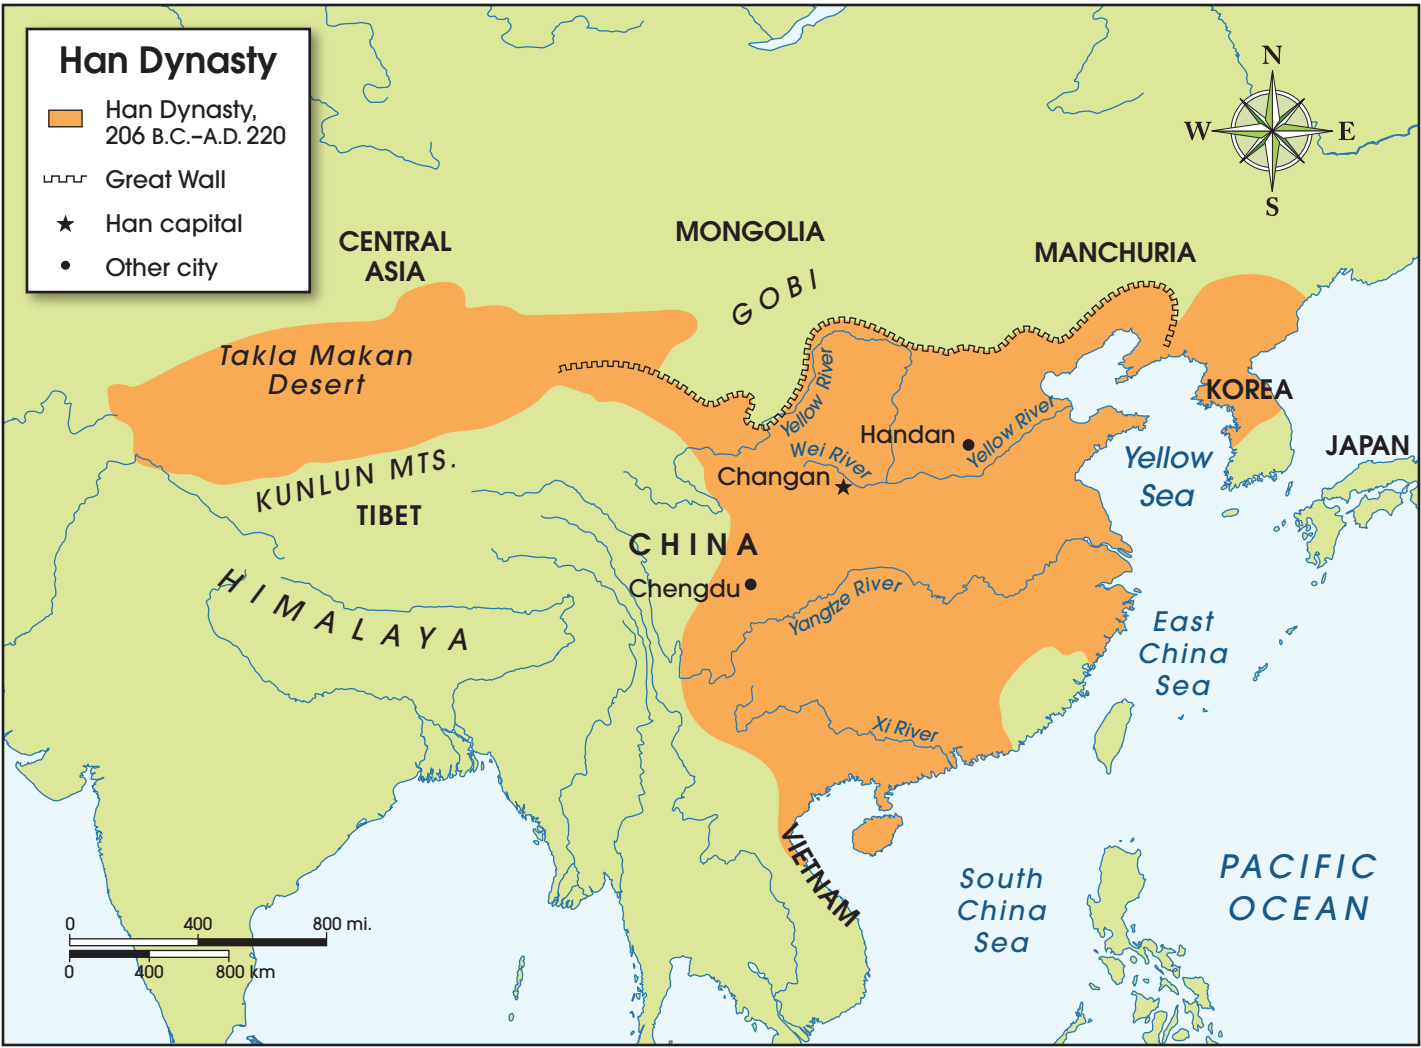 Han Dynasty
Han Dynasty,
206 B.C.–A.D. 220
Great Wall
Han capital
Other city
N
W
E
S
CENTRAL
ASIA
MONGOLIA
MANCHURIA
GOBI
Takla Makan
Desert
Yellow River
KOREA
Handan
Yellow River
Wei River
Changan
Yellow
Sea
JAPAN
KUNLUN MTS.
TIBET
CHINA
Chengdu
Yangtze River
HIMALAYA
East
China
Sea
Xi River
VIETNAM
South
China
Sea
PACIFIC
OCEAN
0 400 800 mi.
0 400 800 km